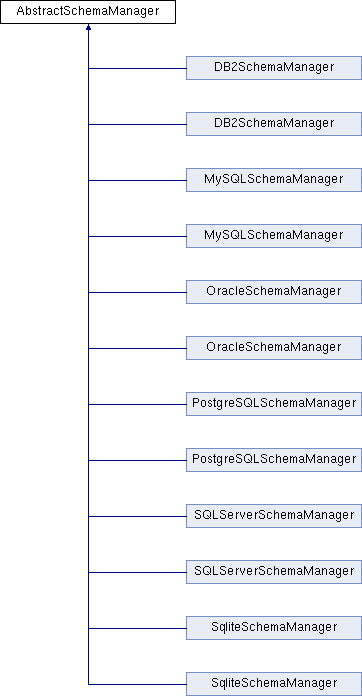 AbstractSchemaManager
DB2SchemaManager
DB2SchemaManager
MySQLSchemaManager
MySQLSchemaManager
OracleSchemaManager
OracleSchemaManager
PostgreSQLSchemaManager
PostgreSQLSchemaManager
SQLServerSchemaManager
SQLServerSchemaManager
SqliteSchemaManager
SqliteSchemaManager